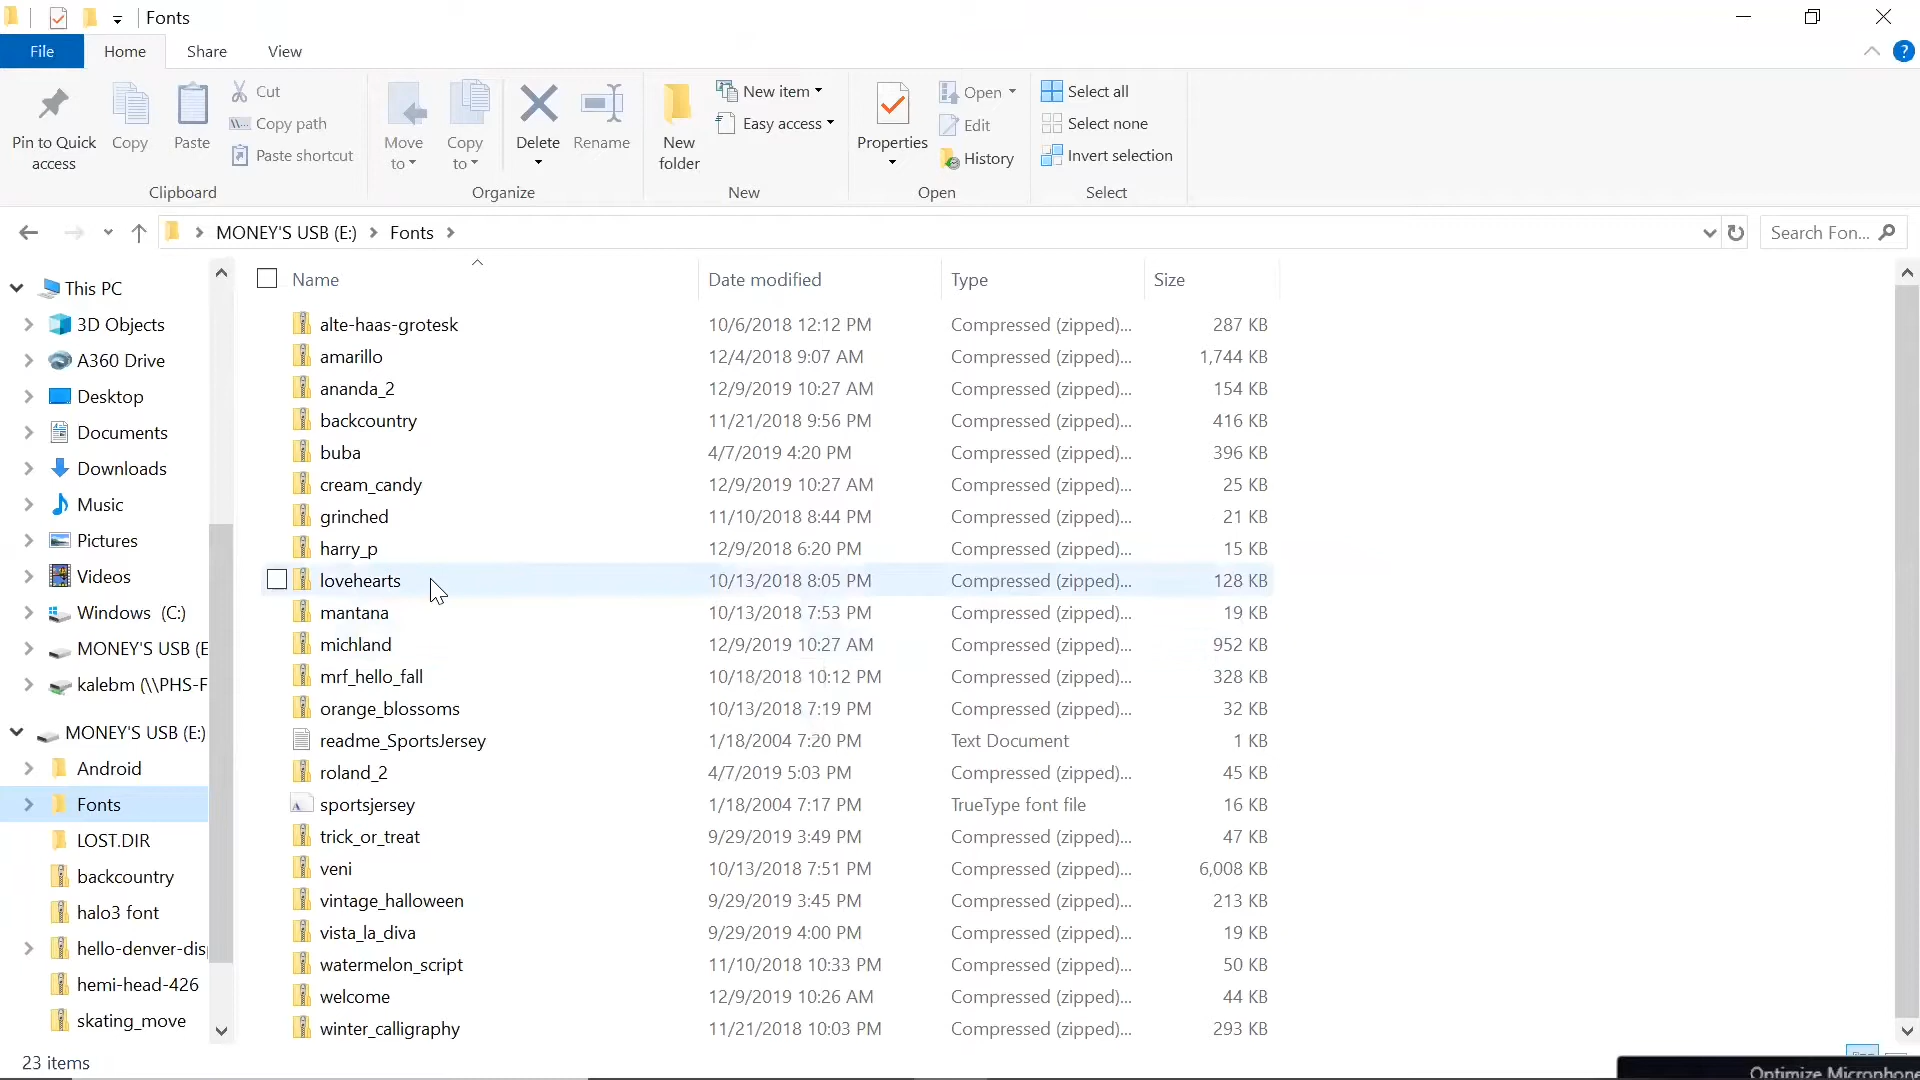 Fonts
File Home Share View
Pin to Quick access
Copy
Paste
Cut
Copy path
Paste shortcut
Clipboard
Move to
Copy to
Delete
Rename
Organize
New folder
New item
Easy access
New
Properties
Open
Edit
History
Open
Select all
Select none
Invert selection
Select
MONEY'S USB (E:) Fonts
Search Fon...
This PC
3D Objects
A360 Drive
Desktop
Documents
Downloads
Music
Pictures
Videos
Windows (C:)
MONEY'S USB (E
kalebm (\\PHS-F
MONEY'S USB (E:)
Android
Fonts
LOST.DIR
backcountry
halo3 font
hello-denver-dis
hemi-head-426
skating_move
Name Date modified Type Size
alte-haas-grotesk 10/6/2018 12:12 PM Compressed (zipped)... 287 KB
amarillo 12/4/2018 9:07 AM Compressed (zipped)... 1,744 KB
ananda_2 12/9/2019 10:27 AM Compressed (zipped)... 154 KB
backcountry 11/21/2018 9:56 PM Compressed (zipped)... 416 KB
buba 4/7/2019 4:20 PM Compressed (zipped)... 396 KB
cream_candy 12/9/2019 10:27 AM Compressed (zipped)... 25 KB
grinched 11/10/2018 8:44 PM Compressed (zipped)... 21 KB
harry_p 12/9/2018 6:20 PM Compressed (zipped)... 15 KB
lovehearts 10/13/2018 8:05 PM Compressed (zipped)... 128 KB
mantana 10/13/2018 7:53 PM Compressed (zipped)... 19 KB
michland 12/9/2019 10:27 AM Compressed (zipped)... 952 KB
mrf_hello_fall 10/18/2018 10:12 PM Compressed (zipped)... 328 KB
orange_blossoms 10/13/2018 7:19 PM Compressed (zipped)... 32 KB
readme_SportsJersey 1/18/2004 7:20 PM Text Document 1 KB
roland_2 4/7/2019 5:03 PM Compressed (zipped)... 45 KB
sportsjersey 1/18/2004 7:17 PM TrueType font file 16 KB
trick_or_treat 9/29/2019 3:49 PM Compressed (zipped)... 47 KB
veni 10/13/2018 7:51 PM Compressed (zipped)... 6,008 KB
vintage_halloween 9/29/2019 3:45 PM Compressed (zipped)... 213 KB
vista_la_diva 9/29/2019 4:00 PM Compressed (zipped)... 19 KB
watermelon_script 11/10/2018 10:33 PM Compressed (zipped)... 50 KB
welcome 12/9/2019 10:26 AM Compressed (zipped)... 44 KB
winter_calligraphy 11/21/2018 10:03 PM Compressed (zipped)... 293 KB
23 items
Optimize Microphone